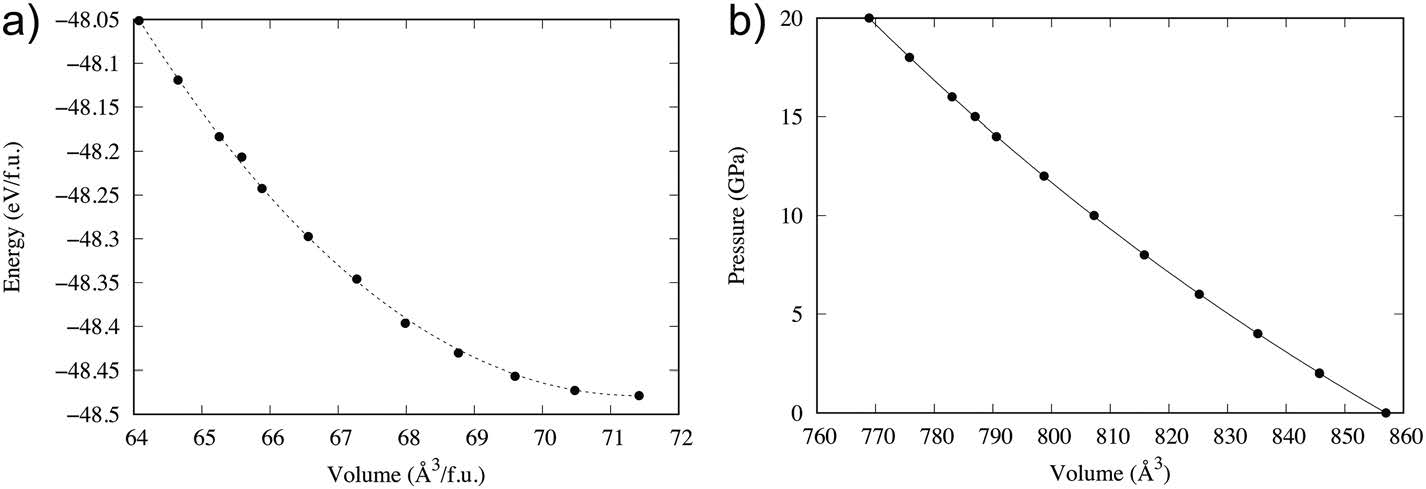 a)
−48.05
−48.1
−48.15
−48.2
−48.25
−48.3
−48.35
−48.4
−48.45
−48.5
Energy (eV/f.u.)
64 65 66 67 68 69 70 71 72
Volume (Å³/f.u.)
b)
20
15
10
5
0
Pressure (GPa)
760 770 780 790 800 810 820 830 840 850 860
Volume (Å³)